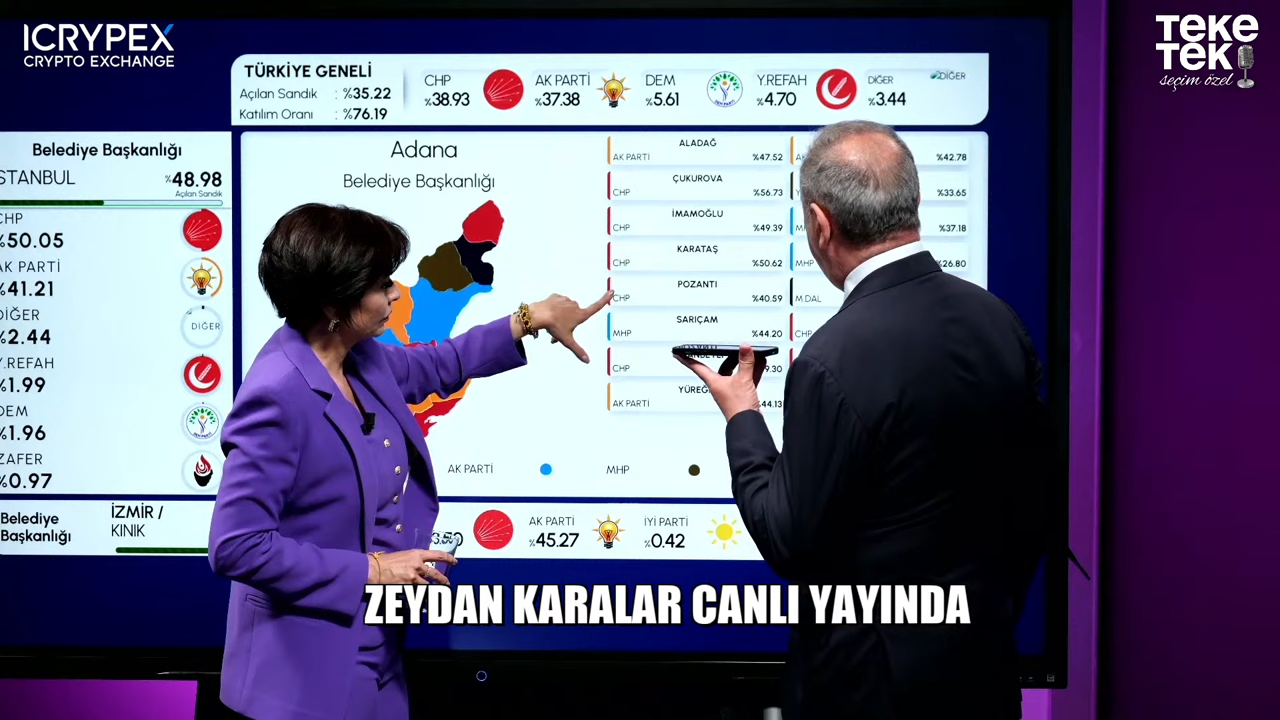 ICRYPEX
CRYPTO EXCHANGE
TEKE
TEK
seçim özel
TÜRKİYE GENELİ
Açılan Sandık : %35.22
Katılım Oranı : %76.19
CHP
%38.93
AK PARTİ
%37.38
DEM
%5.61
Y.REFAH
%4.70
DİĞER
%3.44
DİĞER
Belediye Başkanlığı
STANBUL
%48.98
Açılan Sandık
CHP
%50.05
AK PARTİ
%41.21
DİĞER
%2.44
DİĞER
Y.REFAH
%1.99
DEM
%1.96
ZAFER
%0.97
Adana
Belediye Başkanlığı
ALADAĞ
AK PARTİ %47.52
%42.78
ÇUKUROVA
CHP %56.73
%33.65
İMAMOĞLU
CHP %49.39
%37.18
KARATAŞ
CHP %50.62
MHP %26.80
POZANTI
CHP %40.59
M.DAL
SARIÇAM
MHP %44.20
CHP
CHP
AK PARTİ
AK PARTİ
MHP
Belediye
Başkanlığı
İZMİR /
KINIK
AK PARTİ
%45.27
İYİ PARTİ
%0.42
ZEYDAN KARALAR CANLI YAYINDA